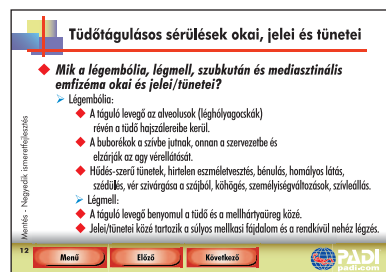 Tüdőtágulásos sérülések okai, jelei és tünetei
Mik a légembólia, légmell, szubkután és mediasztinális
emfizéma okai és jelei/tünetei?
Légembólia:
A táguló levegő az alveolusok (léghólyagocskák)
révén a tüdő hajszálereibe kerül.
A buborékok a szívbe jutnak, onnan a szervezetbe és
elzárják az agy vérellátását.
Hűdés-szerű tünetek, hirtelen eszméletvesztés, bénulás, homályos látás,
szédülés, vér szivárgása a szájból, köhögés, személyiségváltozások, szívleállás.
Légmell:
A táguló levegő benyomul a tüdő és a mellhártyaüreg közé.
Jelei/tünetei közé tartozik a súlyos mellkasi fájdalom és a rendkívül nehéz légzés.
Mentés - Negyedik ismeretfejlesztés
12
Menü
Előző
Következő
PADI
padi.com